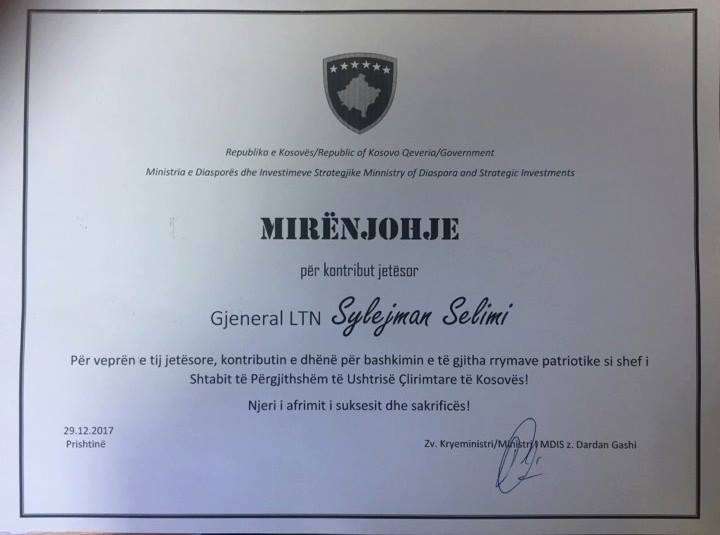 Republika e Kosovës/Republic of Kosovo Qeveria/Government
Ministria e Diasporës dhe Investimeve Strategjike Minnistry of Diaspora and Strategic Investments
MIRËNJOHJE
për kontribut jetësor
Gjeneral LTN Sylejman Selimi
Për veprën e tij jetësore, kontributin e dhënë për bashkimin e të gjitha rrymave patriotike si shef i
Shtabit të Përgjithshëm të Ushtrisë Çlirimtare të Kosovës!
Njeri i afrimit i suksesit dhe sakrificës!
29.12.2017
Prishtinë
Zv. Kryeministri/Ministri i MDIS z. Dardan Gashi